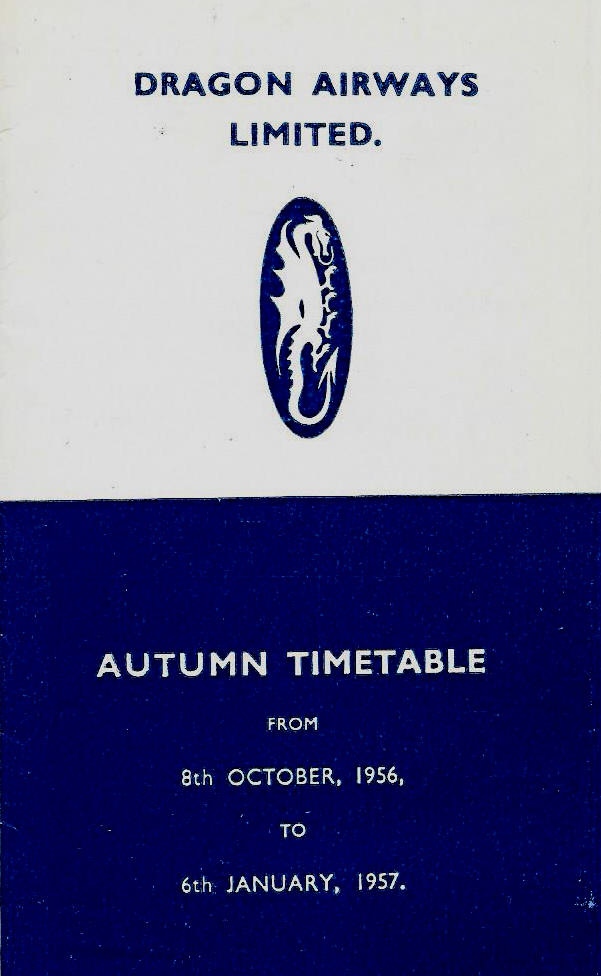 DRAGON AIRWAYS
LIMITED.
AUTUMN TIMETABLE
FROM
8th OCTOBER, 1956,
TO
6th JANUARY, 1957.